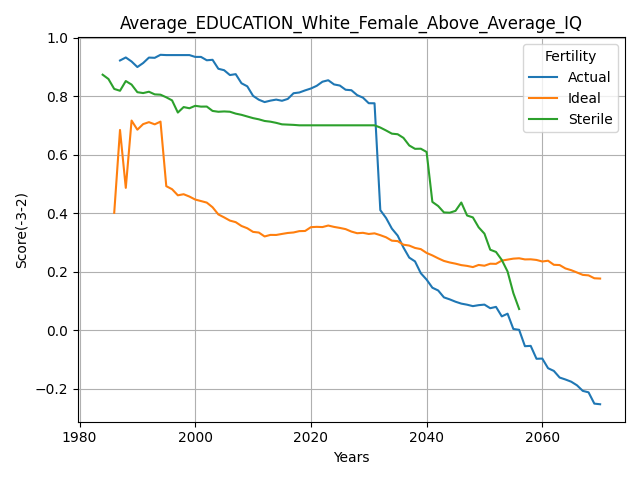 Average_EDUCATION_White_Female_Above_Average_IQ
Fertility
Actual
Ideal
Sterile
Score(-3-2)
1.0
0.8
0.6
0.4
0.2
0.0
−0.2
1980
2000
2020
2040
2060
Years